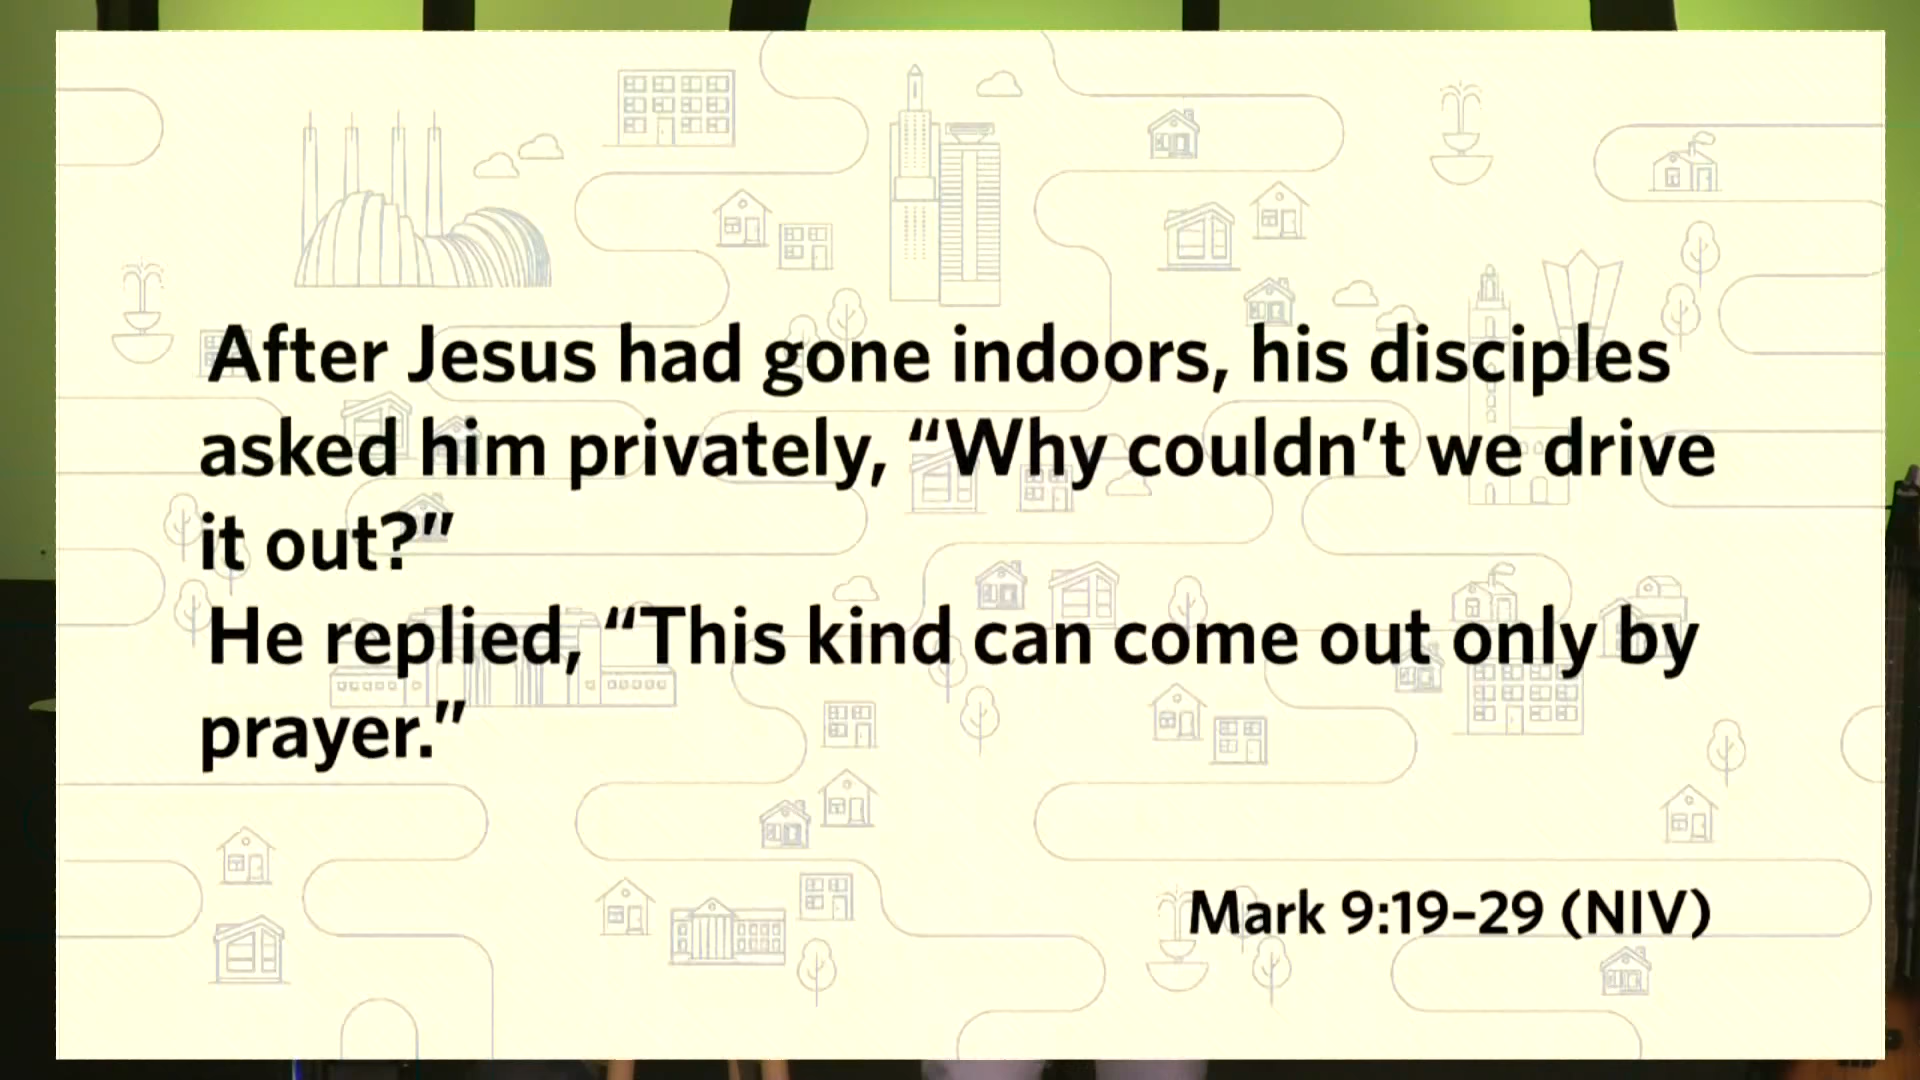 After Jesus had gone indoors, his disciples
asked him privately, “Why couldn’t we drive
it out?”
He replied, “This kind can come out only by
prayer.”
Mark 9:19–29 (NIV)